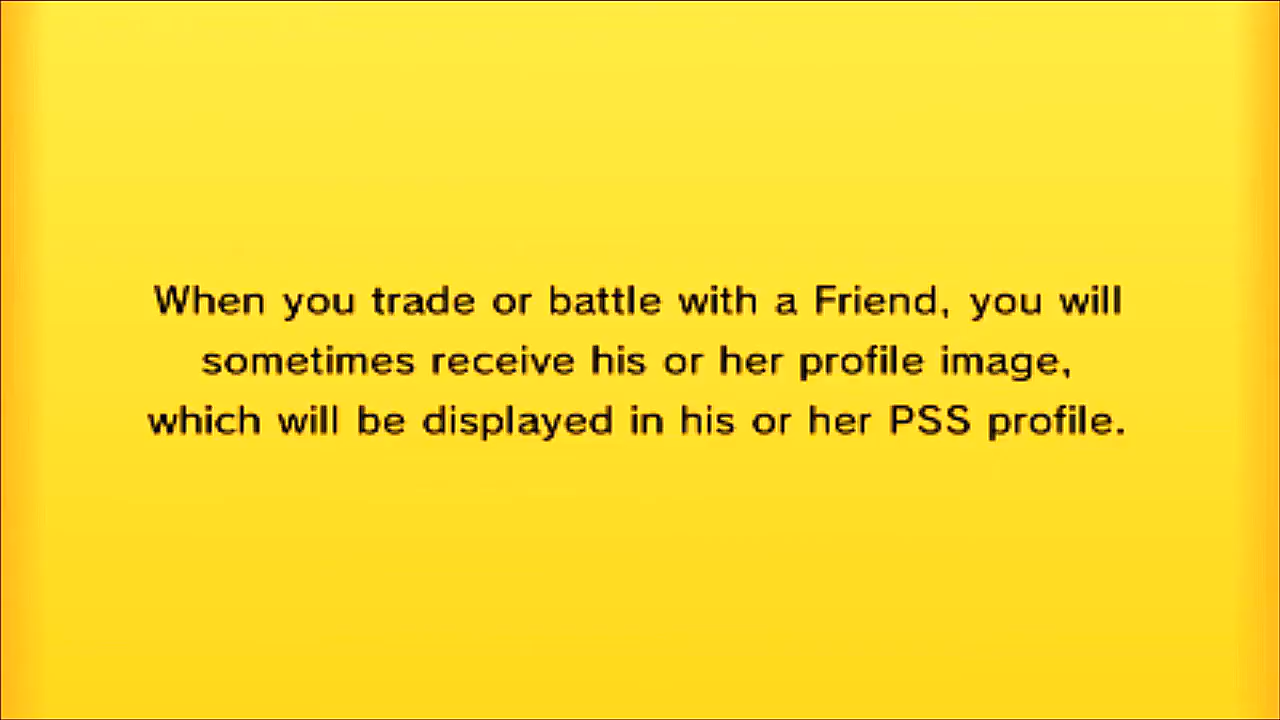 When you trade or battle with a Friend, you will
sometimes receive his or her profile image,
which will be displayed in his or her PSS profile.